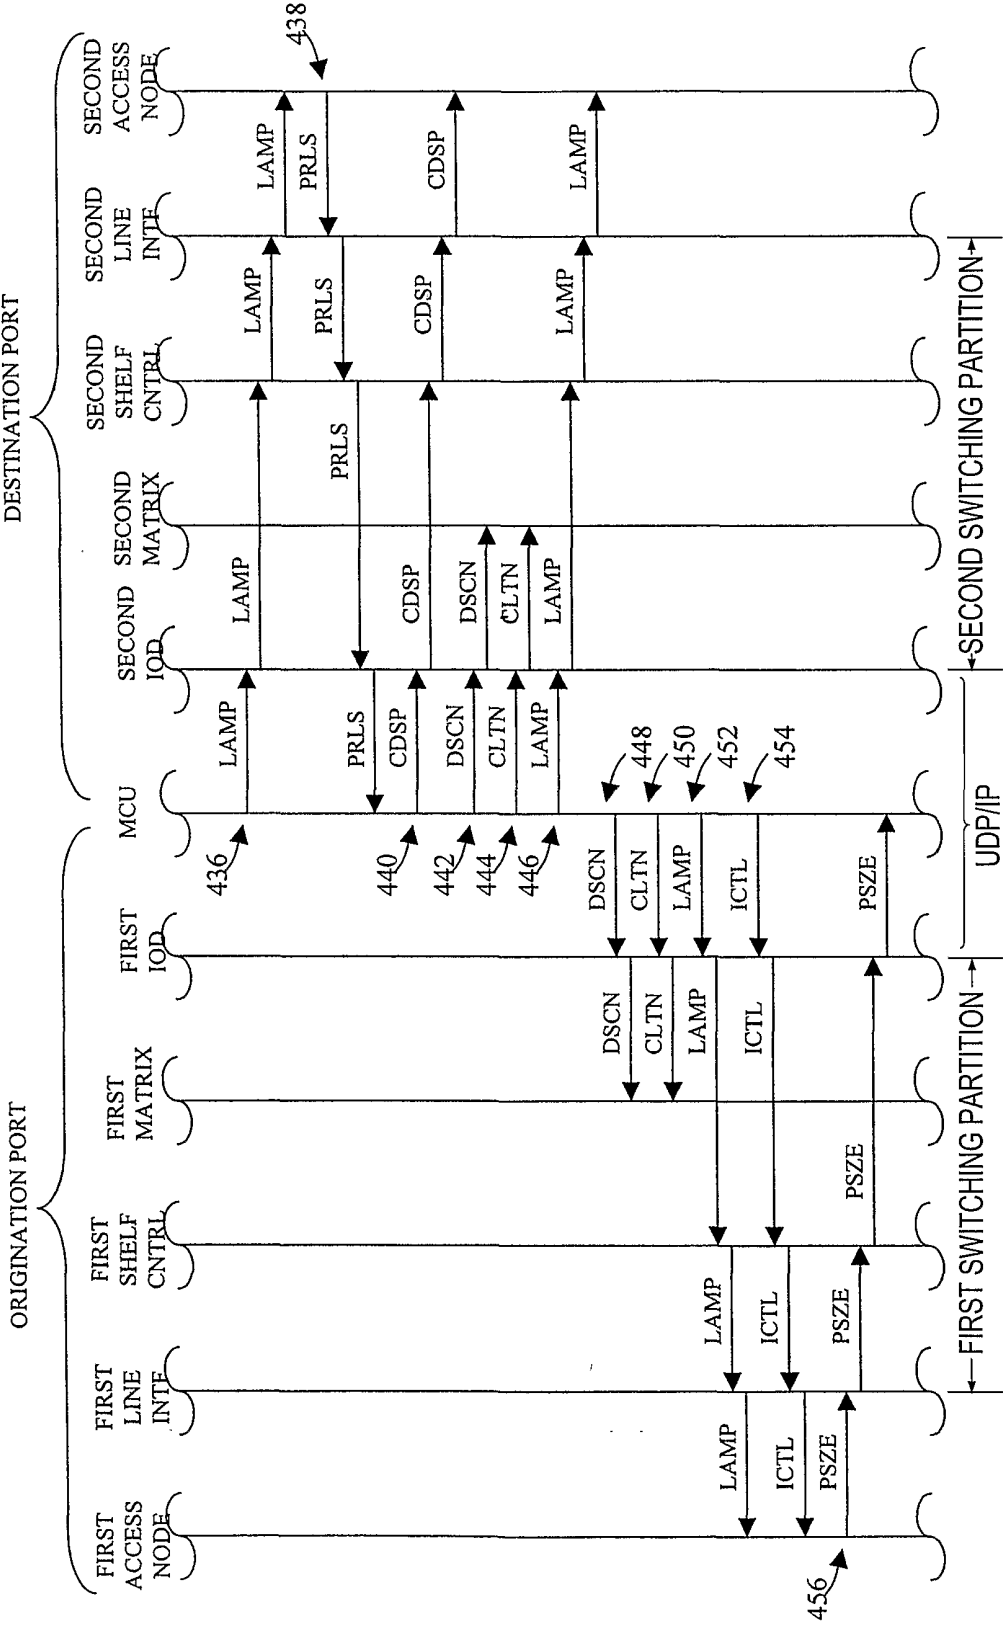 ORIGINATION PORT
DESTINATION PORT
FIRST
ACCESS
NODE
FIRST
LINE
INTF
FIRST
SHELF
CNTRL
FIRST
MATRIX
FIRST
IOD
MCU
SECOND
IOD
SECOND
MATRIX
SECOND
SHELF
CNTRL
SECOND
LINE
INTF
SECOND
ACCESS
NODE
436
LAMP
LAMP
LAMP
LAMP
438
PRLS
PRLS
PRLS
PRLS
440
CDSP
CDSP
CDSP
CDSP
442
DSCN
DSCN
444
CLTN
CLTN
446
LAMP
LAMP
LAMP
LAMP
448
DSCN
DSCN
450
CLTN
CLTN
452
LAMP
LAMP
LAMP
LAMP
454
ICTL
ICTL
ICTL
ICTL
456
PSZE
PSZE
PSZE
PSZE
FIRST SWITCHING PARTITION
UDP/IP
SECOND SWITCHING PARTITION